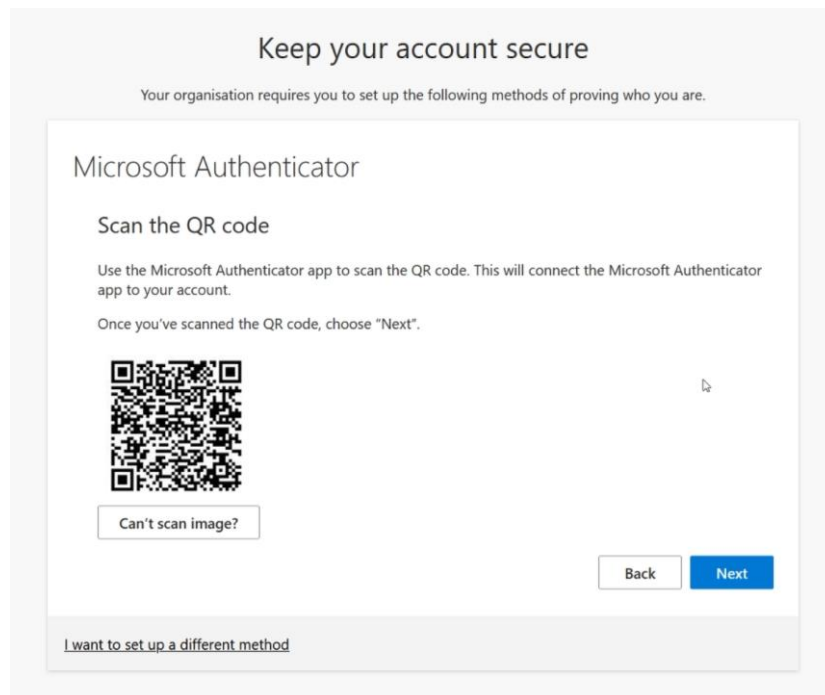 Keep your account secure
Your organisation requires you to set up the following methods of proving who you are.
Microsoft Authenticator
Scan the QR code
Use the Microsoft Authenticator app to scan the QR code. This will connect the Microsoft Authenticator
app to your account.
Once you've scanned the QR code, choose "Next".
Can't scan image?
Back
Next
I want to set up a different method